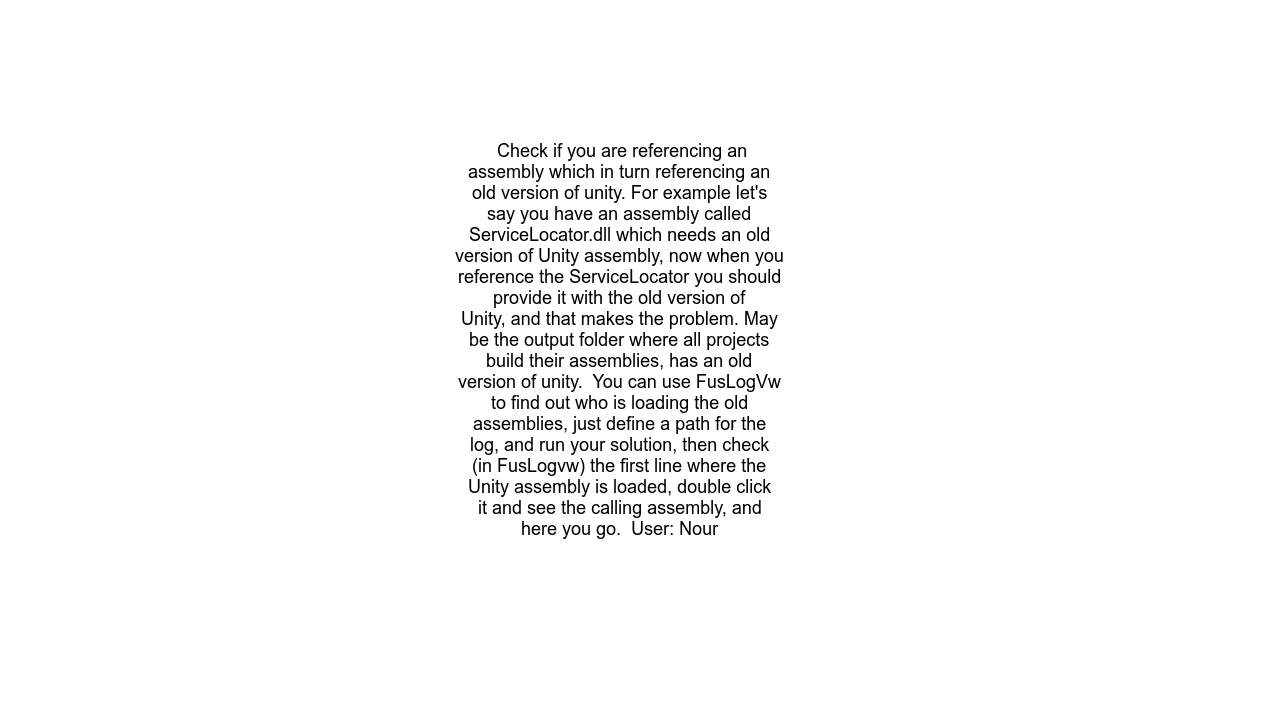 Check if you are referencing an
assembly which in turn referencing an
old version of unity. For example let's
say you have an assembly called
ServiceLocator.dll which needs an old
version of Unity assembly, now when you
reference the ServiceLocator you should
provide it with the old version of
Unity, and that makes the problem. May
be the output folder where all projects
build their assemblies, has an old
version of unity.  You can use FusLogVw
to find out who is loading the old
assemblies, just define a path for the
log, and run your solution, then check
(in FusLogvw) the first line where the
Unity assembly is loaded, double click
it and see the calling assembly, and
here you go.  User: Nour